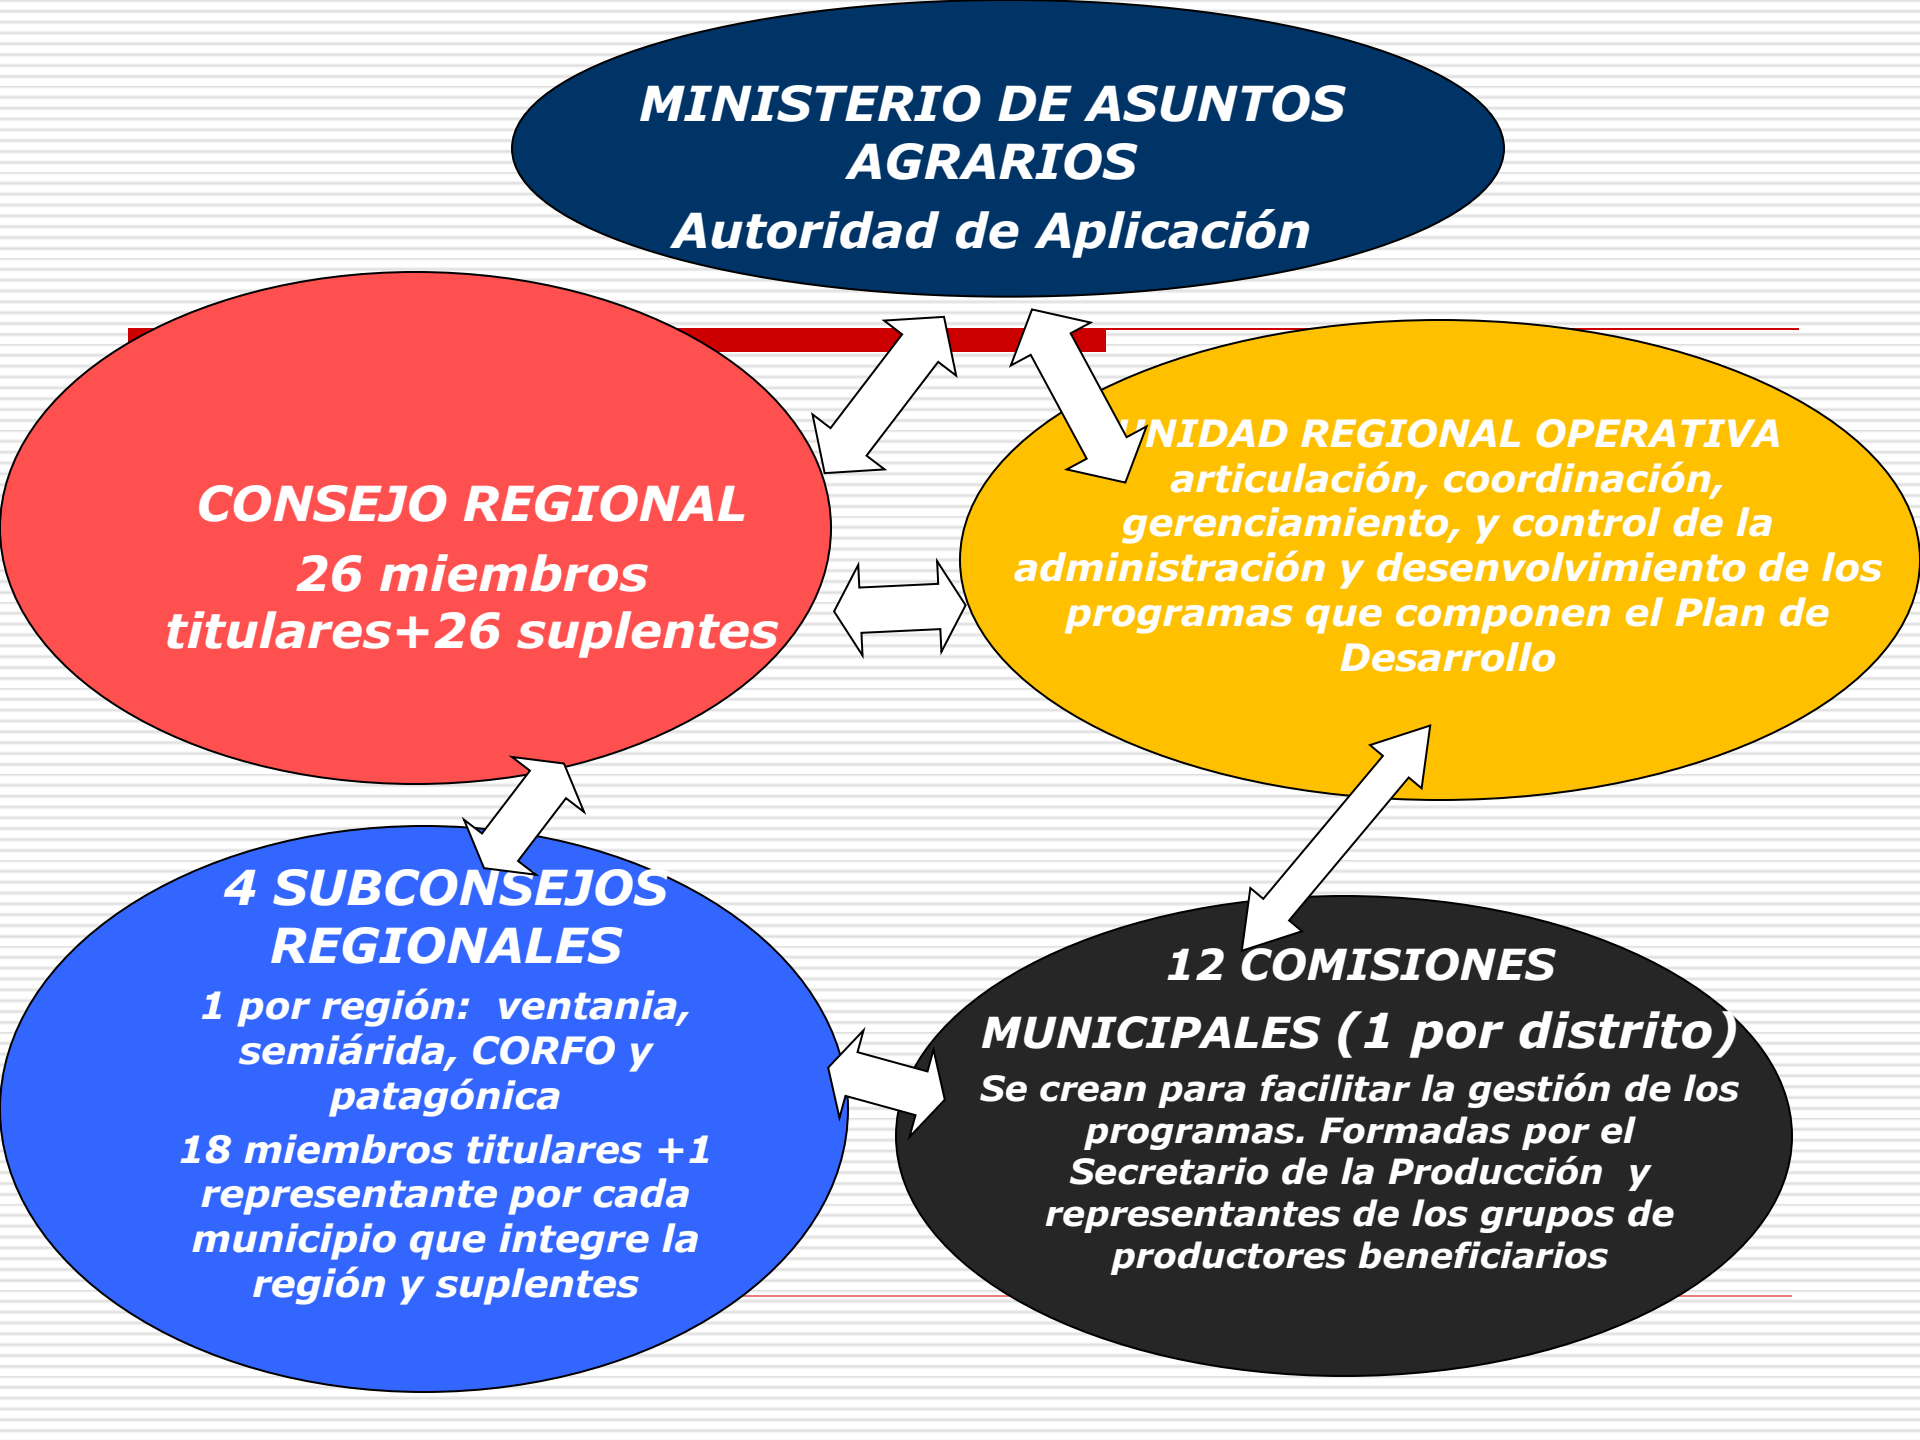 MINISTERIO DE ASUNTOS
AGRARIOS
Autoridad de Aplicación
CONSEJO REGIONAL
26 miembros
titulares+26 suplentes
UNIDAD REGIONAL OPERATIVA
articulación, coordinación,
gerenciamiento, y control de la
administración y desenvolvimiento de los
programas que componen el Plan de
Desarrollo
4 SUBCONSEJOS
REGIONALES
1 por región:  ventania,
semiárida, CORFO y
patagónica
18 miembros titulares +1
representante por cada
municipio que integre la
región y suplentes
12 COMISIONES
MUNICIPALES (1 por distrito)
Se crean para facilitar la gestión de los
programas. Formadas por el
Secretario de la Producción  y
representantes de los grupos de
productores beneficiarios